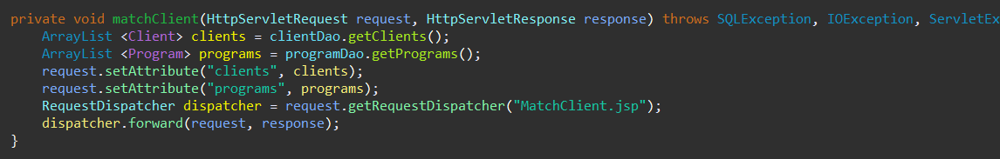 private void matchClient(HttpServletRequest request, HttpServletResponse response) throws SQLException, IOException, ServletEx
ArrayList <Client> clients = clientDao.getClients();
ArrayList <Program> programs = programDao.getPrograms();
request.setAttribute("clients", clients);
request.setAttribute("programs", programs);
RequestDispatcher dispatcher = request.getRequestDispatcher("MatchClient.jsp");
dispatcher.forward(request, response);
}